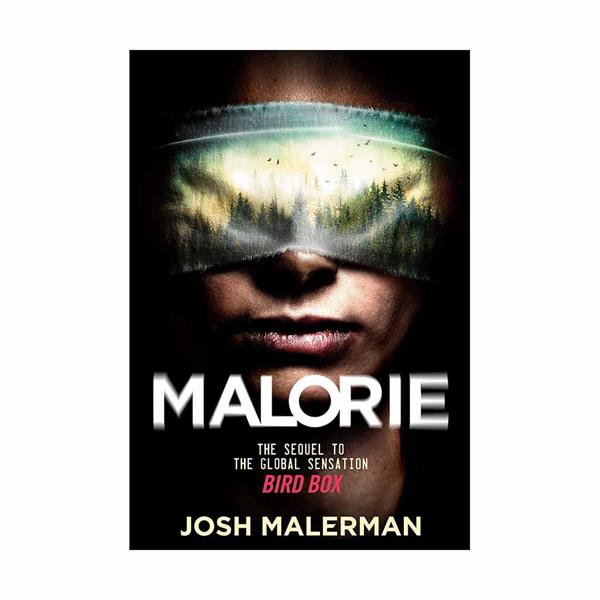 MALORIE
THE SEQUEL TO
THE GLOBAL SENSATION
BIRD BOX
JOSH MALERMAN